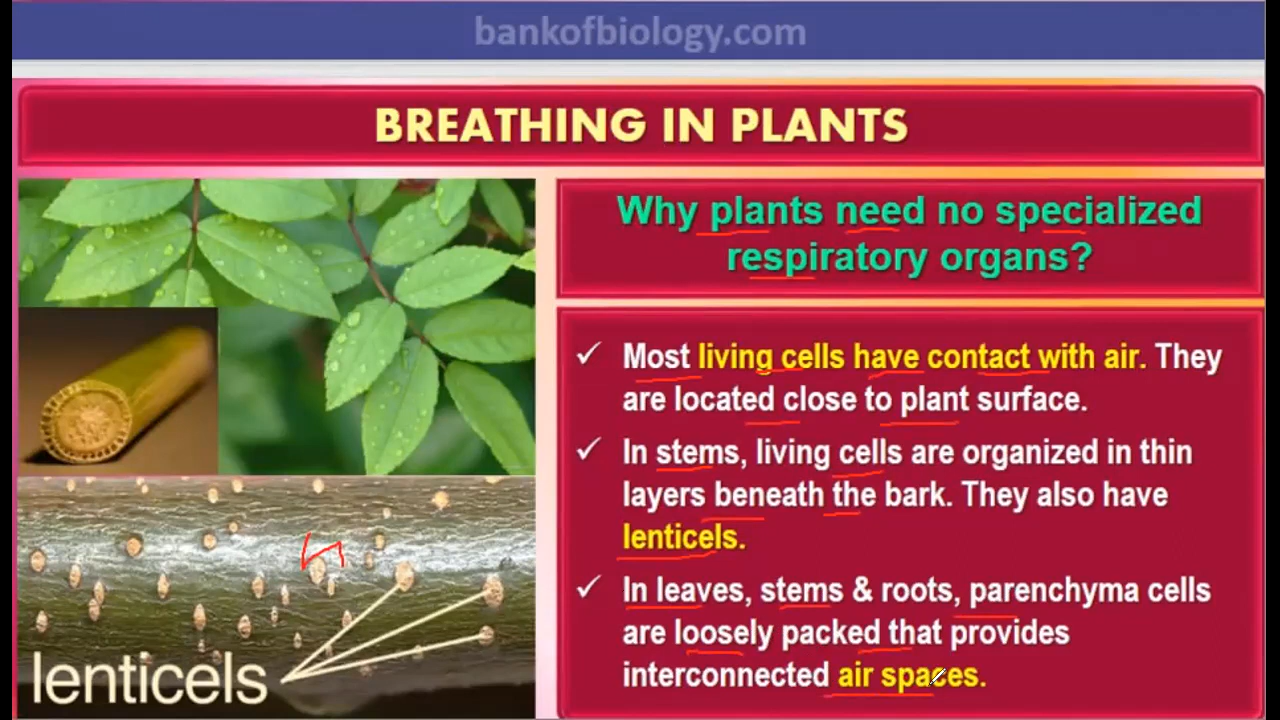 bankofbiology.com
BREATHING IN PLANTS
Why plants need no specialized
respiratory organs?
✓ Most living cells have contact with air. They
are located close to plant surface.
✓ In stems, living cells are organized in thin
layers beneath the bark. They also have
lenticels.
✓ In leaves, stems & roots, parenchyma cells
are loosely packed that provides
interconnected air spaces.
lenticels